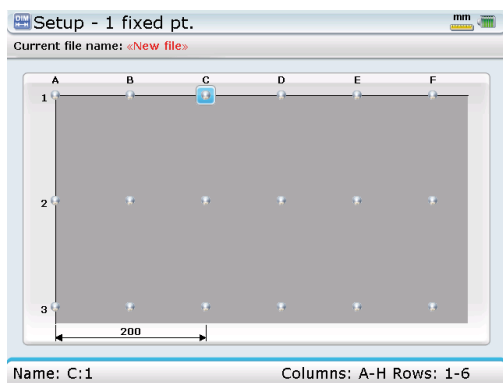 DIM
H-H
Setup - 1 fixed pt.
mm
Current file name: «New file»
A B C D E F
1
2
3
200
Name: C:1 Columns: A-H Rows: 1-6